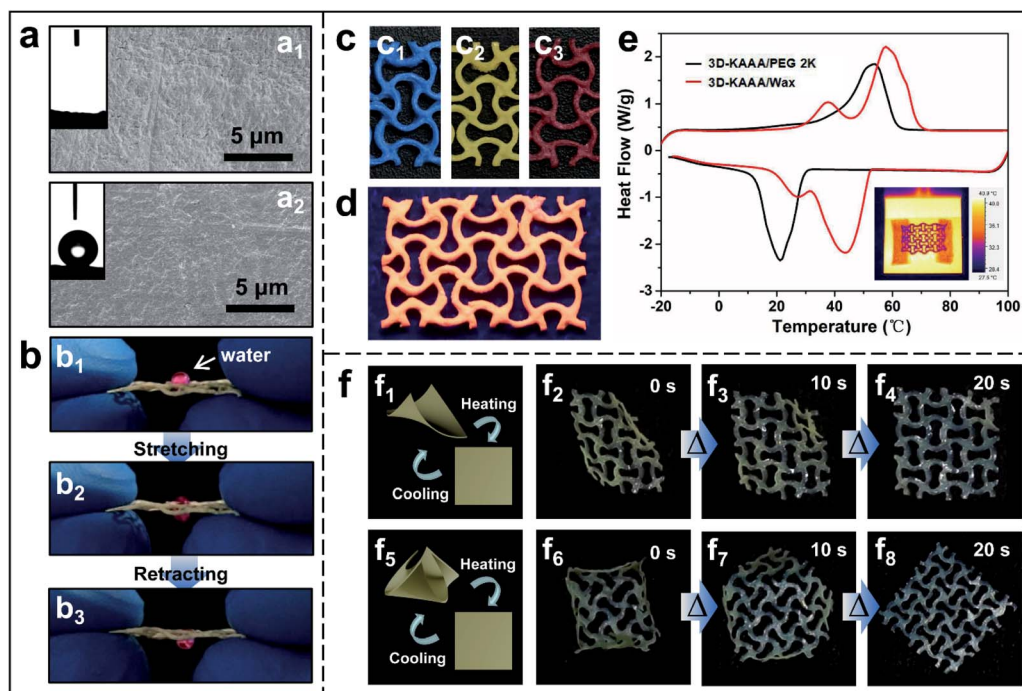 a
a1
5 µm
a2
5 µm
b
b1
water
Stretching
b2
Retracting
b3
c
c1
c2
c3
d
e
3D-KAAA/PEG 2K
3D-KAAA/Wax
Heat Flow (W/g)
2
1
0
-1
-2
-3
-20 0 20 40 60 80 100
Temperature (℃)
f
f1
Heating
Cooling
f2
0 s
Δ
f3
10 s
Δ
f4
20 s
f5
Heating
Cooling
f6
0 s
Δ
f7
10 s
Δ
f8
20 s